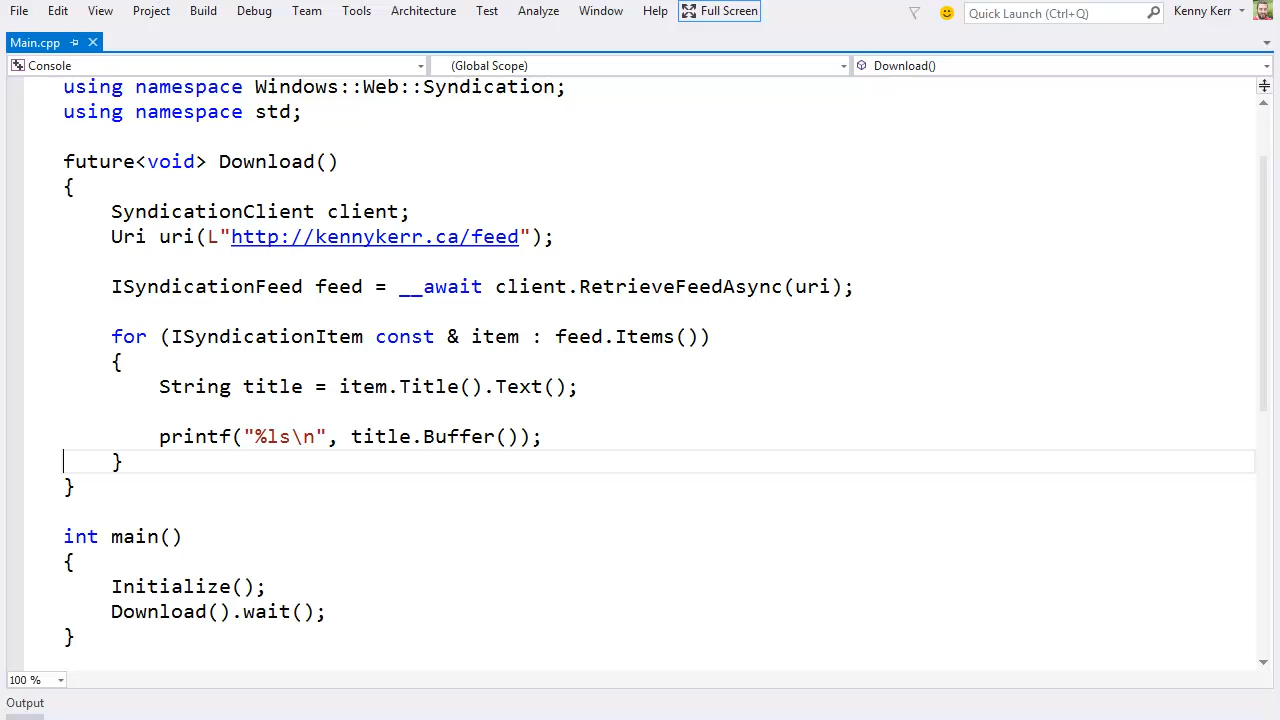 File Edit View Project Build Debug Team Tools Architecture Test Analyze Window Help Full Screen Quick Launch (Ctrl+Q) Kenny Kerr
Main.cpp
Console (Global Scope) Download()
using namespace Windows::Web::Syndication;
using namespace std;
future<void> Download()
{
SyndicationClient client;
Uri uri(L"http://kennykerr.ca/feed");
ISyndicationFeed feed = __await client.RetrieveFeedAsync(uri);
for (ISyndicationItem const & item : feed.Items())
{
String title = item.Title().Text();
printf("%ls\n", title.Buffer());
}
}
int main()
{
Initialize();
Download().wait();
}
100 %
Output